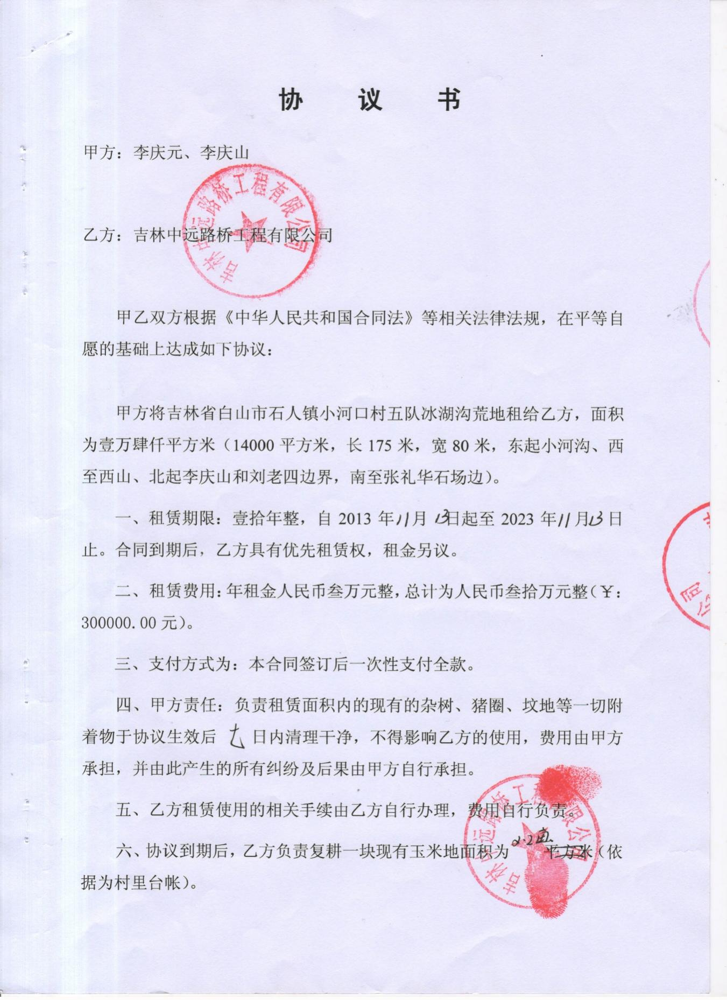 协议书
甲方：李庆元、李庆山
乙方：吉林中远路桥工程有限公司
吉林中远路桥工程有限公司
甲乙双方根据《中华人民共和国合同法》等相关法律法规，在平等自
愿的基础上达成如下协议：
甲方将吉林省白山市石人镇小河口村五队冰湖沟荒地租给乙方，面积
为壹万肆仟平方米（14000 平方米，长 175 米，宽 80 米，东起小河沟、西
至西山、北起李庆山和刘老四边界，南至张礼华石场边）。
一、租赁期限：壹拾年整，自 2013 年 11 月 13 日起至 2023 年 11 月 13 日
止。合同到期后，乙方具有优先租赁权，租金另议。
二、租赁费用：年租金人民币叁万元整，总计为人民币叁拾万元整（￥：
300000.00 元）。
三、支付方式为：本合同签订后一次性支付全款。
四、甲方责任：负责租赁面积内的现有的杂树、猪圈、坟地等一切附
着物于协议生效后 七 日内清理干净，不得影响乙方的使用，费用由甲方
承担，并由此产生的所有纠纷及后果由甲方自行承担。
五、乙方租赁使用的相关手续由乙方自行办理，费用自行负责。
六、协议到期后，乙方负责复耕一块现有玉米地面积为 2.2亩 平方米（依
据为村里台帐）。
吉林中远路桥工程有限公司
公司